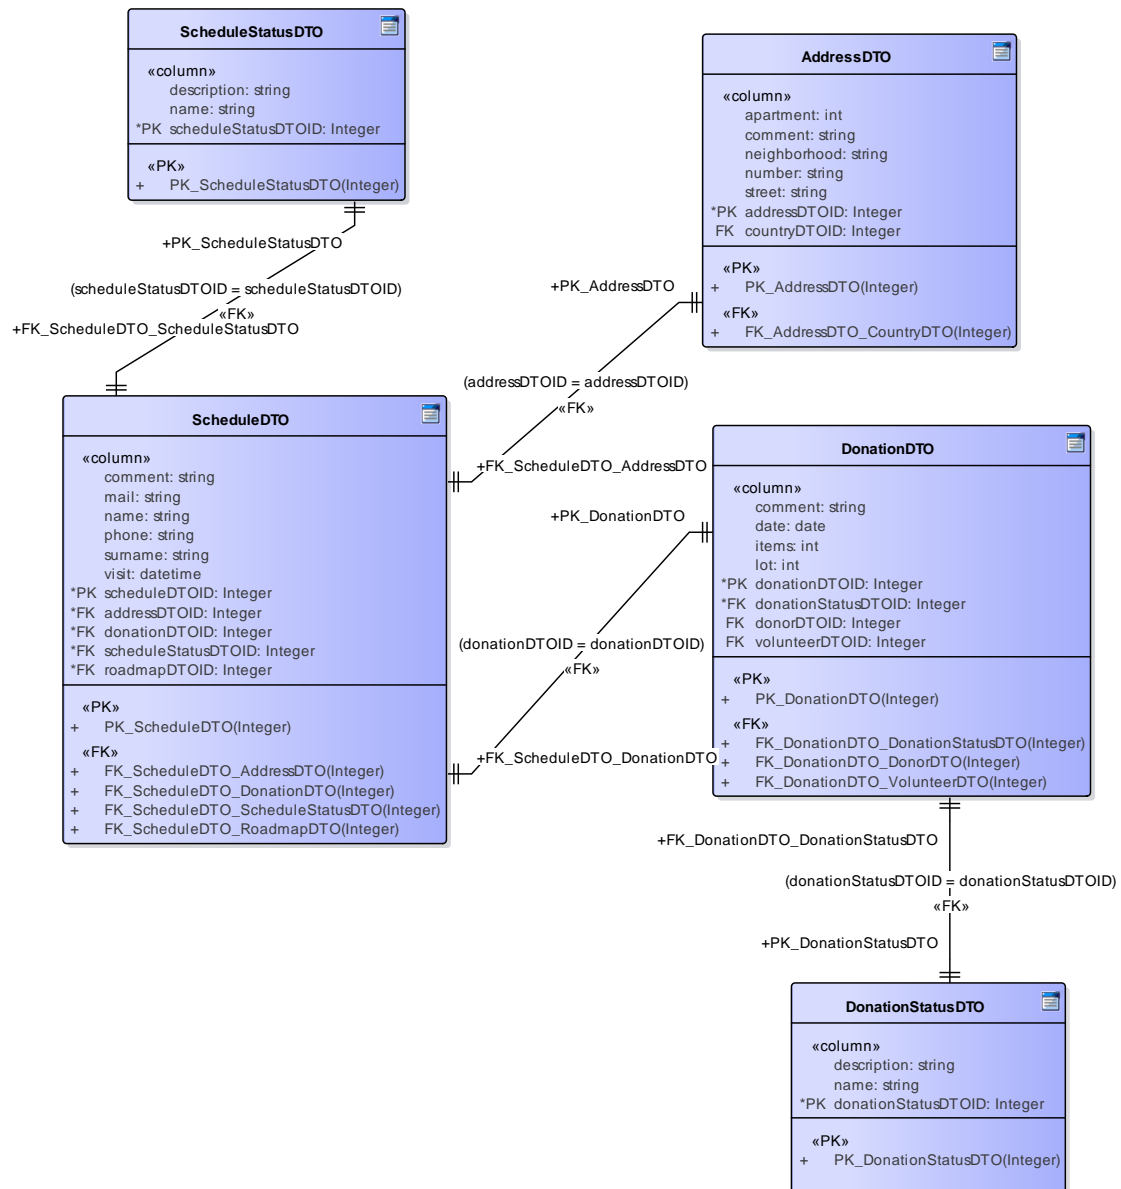 ScheduleStatusDTO
«column»
description: string
name: string
*PK scheduleStatusDTOID: Integer
«PK»
+ PK_ScheduleStatusDTO(Integer)
AddressDTO
«column»
apartment: int
comment: string
neighborhood: string
number: string
street: string
*PK addressDTOID: Integer
FK countryDTOID: Integer
«PK»
+ PK_AddressDTO(Integer)
«FK»
+ FK_AddressDTO_CountryDTO(Integer)
+PK_ScheduleStatusDTO
(scheduleStatusDTOID = scheduleStatusDTOID)
«FK»
+FK_ScheduleDTO_ScheduleStatusDTO
+PK_AddressDTO
(addressDTOID = addressDTOID)
«FK»
+FK_ScheduleDTO_AddressDTO
ScheduleDTO
«column»
comment: string
mail: string
name: string
phone: string
surname: string
visit: datetime
*PK scheduleDTOID: Integer
*FK addressDTOID: Integer
*FK donationDTOID: Integer
*FK scheduleStatusDTOID: Integer
*FK roadmapDTOID: Integer
«PK»
+ PK_ScheduleDTO(Integer)
«FK»
+ FK_ScheduleDTO_AddressDTO(Integer)
+ FK_ScheduleDTO_DonationDTO(Integer)
+ FK_ScheduleDTO_ScheduleStatusDTO(Integer)
+ FK_ScheduleDTO_RoadmapDTO(Integer)
+PK_DonationDTO
(donationDTOID = donationDTOID)
«FK»
+FK_ScheduleDTO_DonationDTO
DonationDTO
«column»
comment: string
date: date
items: int
lot: int
*PK donationDTOID: Integer
*FK donationStatusDTOID: Integer
FK donorDTOID: Integer
FK volunteerDTOID: Integer
«PK»
+ PK_DonationDTO(Integer)
«FK»
+ FK_DonationDTO_DonationStatusDTO(Integer)
+ FK_DonationDTO_DonorDTO(Integer)
+ FK_DonationDTO_VolunteerDTO(Integer)
+FK_DonationDTO_DonationStatusDTO
(donationStatusDTOID = donationStatusDTOID)
«FK»
+PK_DonationStatusDTO
DonationStatusDTO
«column»
description: string
name: string
*PK donationStatusDTOID: Integer
«PK»
+ PK_DonationStatusDTO(Integer)